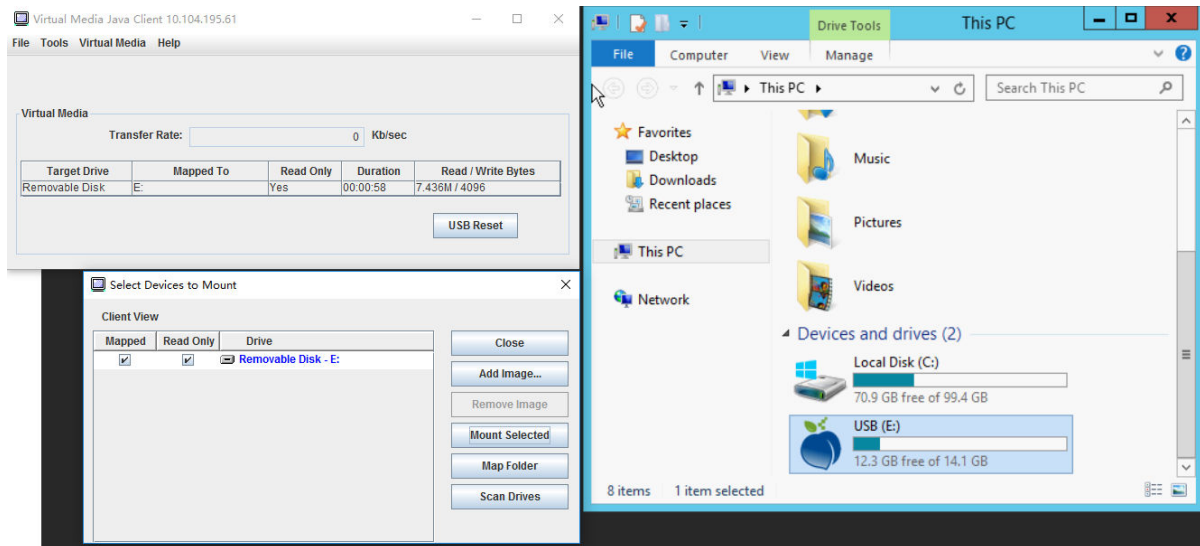 Virtual Media Java Client 10.104.195.61
File Tools Virtual Media Help
Virtual Media
Transfer Rate: 0 Kb/sec
Target Drive Mapped To Read Only Duration Read / Write Bytes
Removable Disk E: Yes 00:00:58 7.436M / 4096
USB Reset
Select Devices to Mount
Client View
Mapped Read Only Drive
Removable Disk - E:
Close
Add Image...
Remove Image
Mount Selected
Map Folder
Scan Drives
Drive Tools This PC
File Computer View Manage
This PC Search This PC
Favorites
Desktop
Downloads
Recent places
This PC
Network
Music
Pictures
Videos
Devices and drives (2)
Local Disk (C:)
70.9 GB free of 99.4 GB
USB (E:)
12.3 GB free of 14.1 GB
8 items 1 item selected